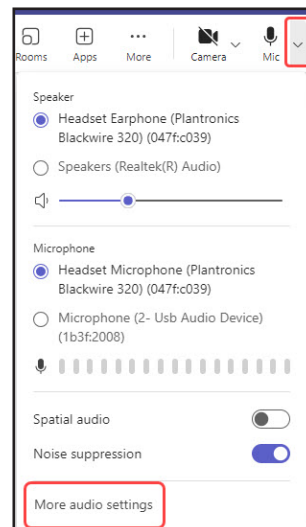 Rooms Apps More Camera Mic
Speaker
Headset Earphone (Plantronics
Blackwire 320) (047f:c039)
Speakers (Realtek(R) Audio)
Microphone
Headset Microphone (Plantronics
Blackwire 320) (047f:c039)
Microphone (2- Usb Audio Device)
(1b3f:2008)
Spatial audio
Noise suppression
More audio settings